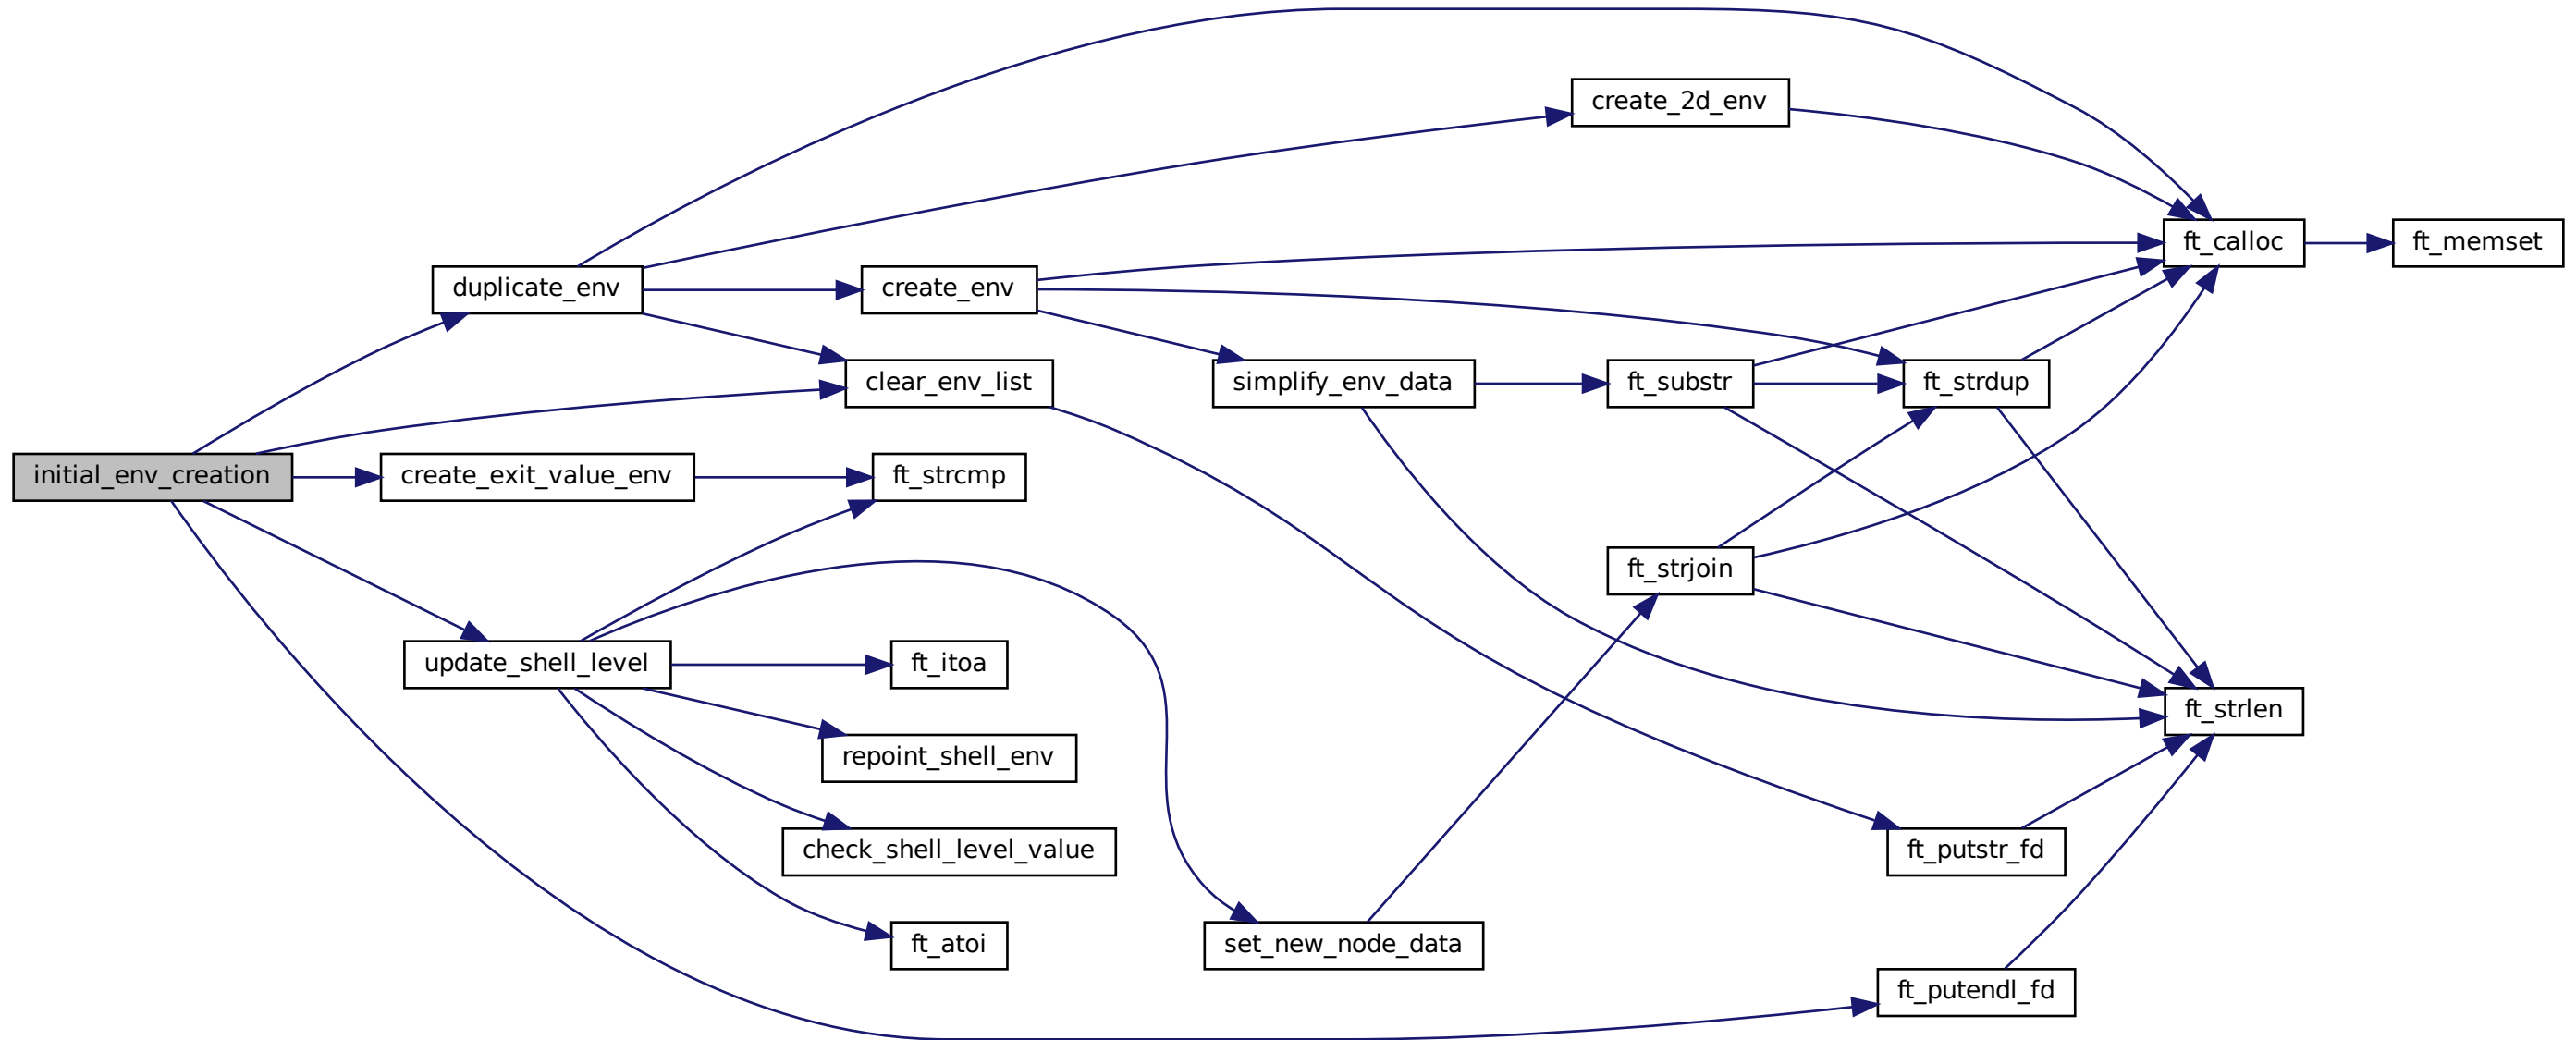 create_2d_env
ft_calloc
ft_memset
duplicate_env
create_env
clear_env_list
simplify_env_data
ft_substr
ft_strdup
initial_env_creation
create_exit_value_env
ft_strcmp
ft_strjoin
update_shell_level
ft_itoa
ft_strlen
repoint_shell_env
check_shell_level_value
ft_putstr_fd
ft_atoi
set_new_node_data
ft_putendl_fd